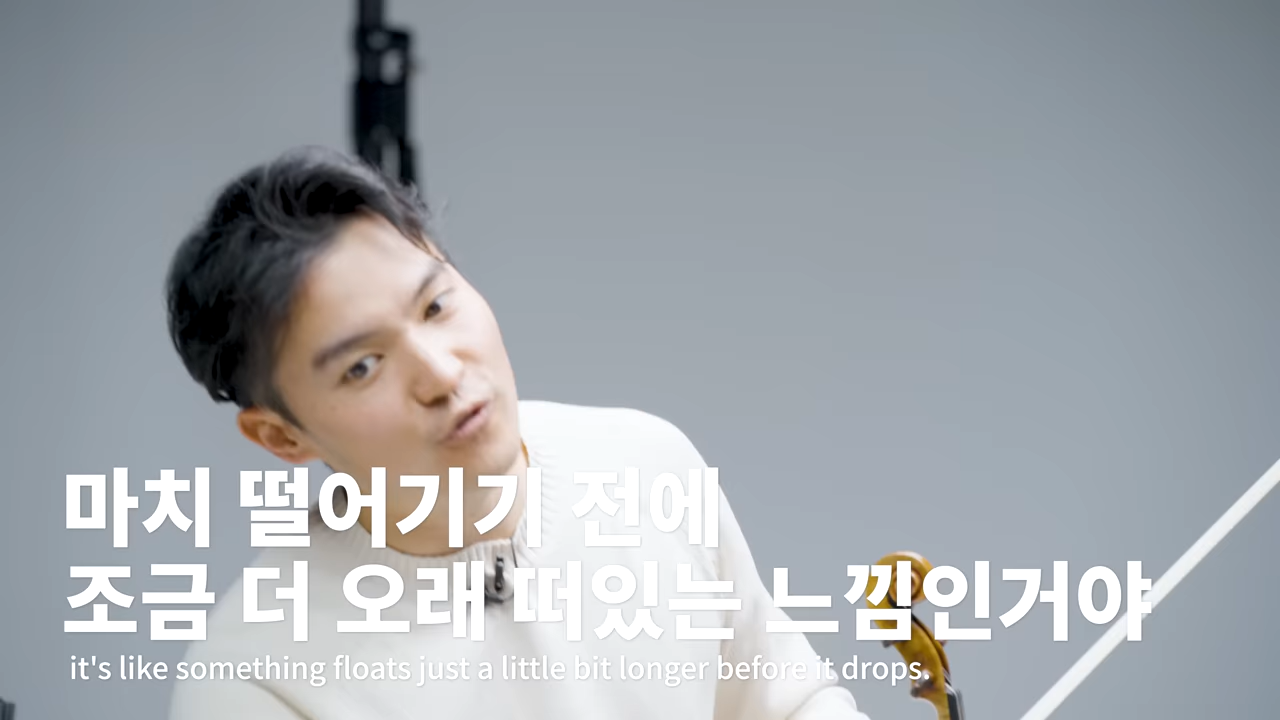 마치 떨어기기 전에
조금 더 오래 떠있는 느낌인거야
it's like something floats just a little bit longer before it drops.